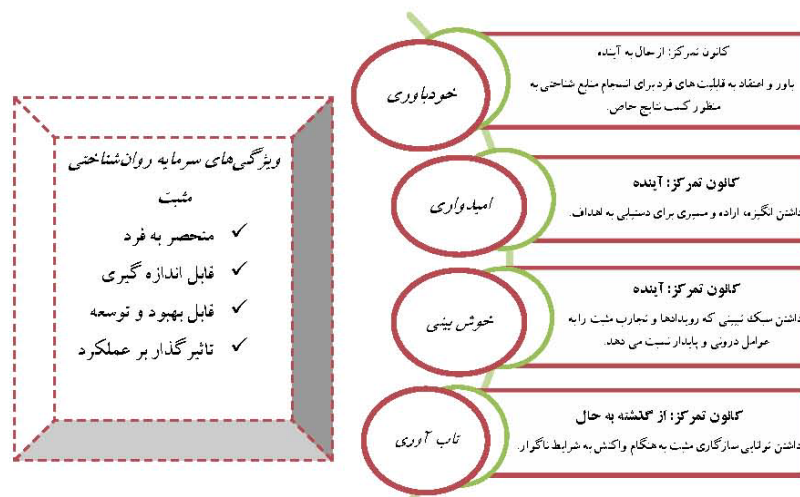 خودباوری
کانون تمرکز: از حال به آینده
باور و اعتقاد به قابلیت های فرد برای انسجام منابع شناختی به
منظور کسب نتایج خاص.
امیدواری
کانون تمرکز: آینده
داشتن انگیزه، اراده و مسیری برای دستیابی به اهداف.
خوش بینی
کانون تمرکز: آینده
داشتن سبک تبیینی که رویدادها و تجارب مثبت را به
عوامل درونی و پایدار نسبت می دهد.
تاب آوری
کانون تمرکز: از گذشته به حال
داشتن توانایی سازگاری مثبت به هنگام واکنش به شرایط ناگوار.
ویژگی‌های سرمایه روان‌شناختی
مثبت
✓ منحصر به فرد
✓ قابل اندازه گیری
✓ قابل بهبود و توسعه
✓ تاثیرگذار بر عملکرد